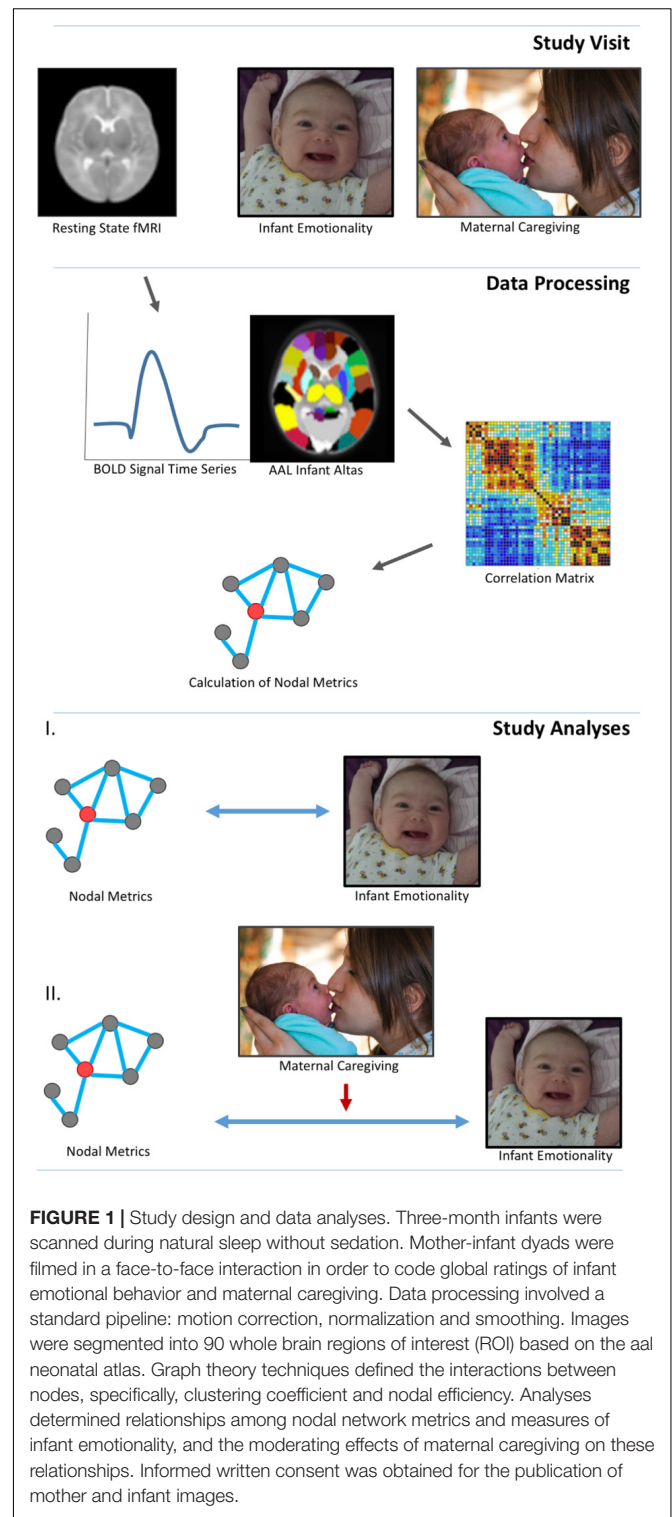 Study Visit
Resting State fMRI
Infant Emotionality
Maternal Caregiving
Data Processing
BOLD Signal Time Series
AAL Infant Altas
Correlation Matrix
Calculation of Nodal Metrics
I.
Study Analyses
Nodal Metrics
Infant Emotionality
II.
Maternal Caregiving
Nodal Metrics
Infant Emotionality
FIGURE 1 | Study design and data analyses. Three-month infants were
scanned during natural sleep without sedation. Mother-infant dyads were
filmed in a face-to-face interaction in order to code global ratings of infant
emotional behavior and maternal caregiving. Data processing involved a
standard pipeline: motion correction, normalization and smoothing. Images
were segmented into 90 whole brain regions of interest (ROI) based on the aal
neonatal atlas. Graph theory techniques defined the interactions between
nodes, specifically, clustering coefficient and nodal efficiency. Analyses
determined relationships among nodal network metrics and measures of
infant emotionality, and the moderating effects of maternal caregiving on these
relationships. Informed written consent was obtained for the publication of
mother and infant images.